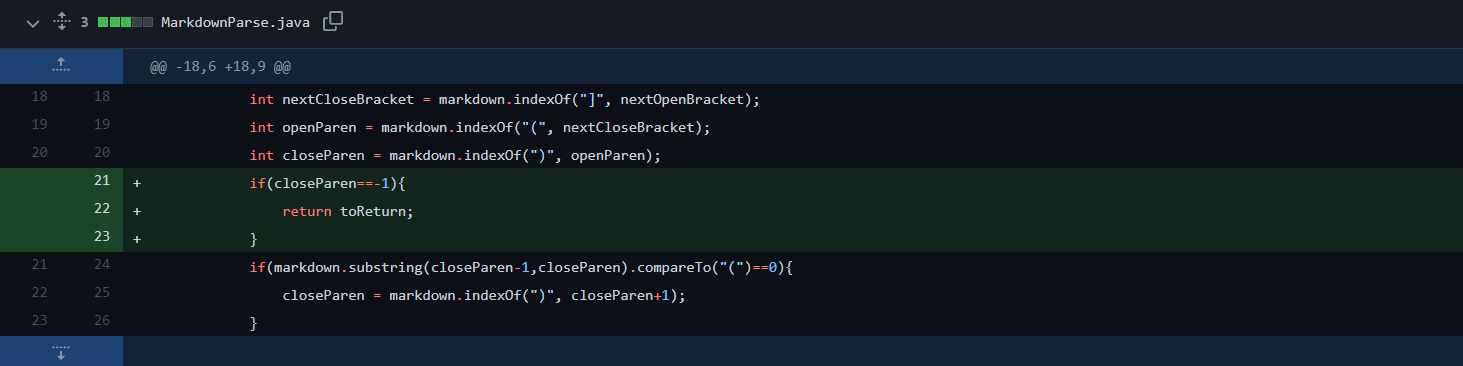 3 MarkdownParse.java
@@ -18,6 +18,9 @@
18 18 int nextCloseBracket = markdown.indexOf("]", nextOpenBracket);
19 19 int openParen = markdown.indexOf("(", nextCloseBracket);
20 20 int closeParen = markdown.indexOf(")", openParen);
21 + if(closeParen==-1){
22 + return toReturn;
23 + }
21 24 if(markdown.substring(closeParen-1,closeParen).compareTo("(")==0){
22 25 closeParen = markdown.indexOf(")", closeParen+1);
23 26 }